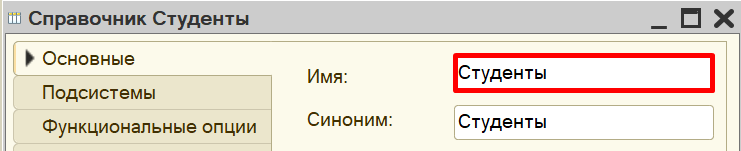 Справочник Студенты
Основные
Имя: Студенты
Подсистемы
Синоним: Студенты
Функциональные опции